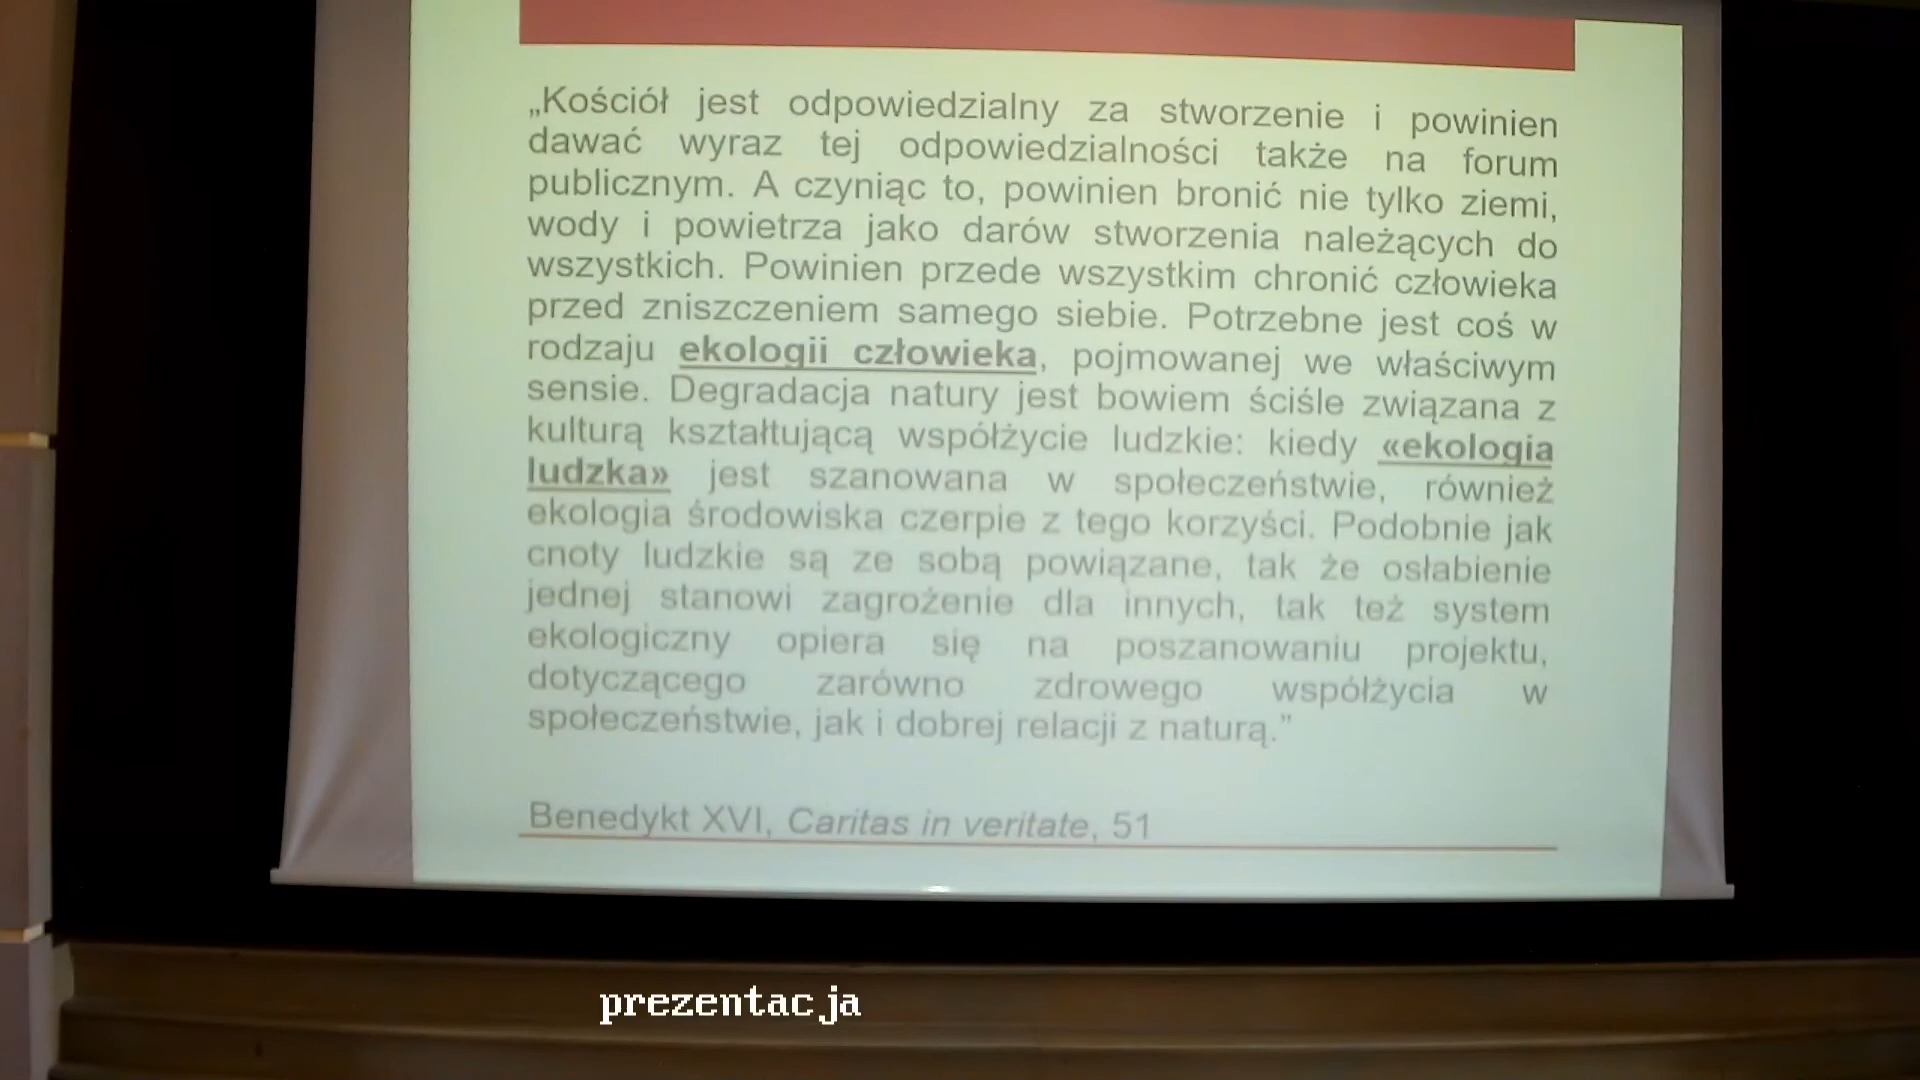 „Kościół jest odpowiedzialny za stworzenie i powinien
dawać wyraz tej odpowiedzialności także na forum
publicznym. A czyniąc to, powinien bronić nie tylko ziemi,
wody i powietrza jako darów stworzenia należących do
wszystkich. Powinien przede wszystkim chronić człowieka
przed zniszczeniem samego siebie. Potrzebne jest coś w
rodzaju ekologii człowieka, pojmowanej we właściwym
sensie. Degradacja natury jest bowiem ściśle związana z
kulturą kształtującą współżycie ludzkie: kiedy «ekologia
ludzka» jest szanowana w społeczeństwie, również
ekologia środowiska czerpie z tego korzyści. Podobnie jak
cnoty ludzkie są ze sobą powiązane, tak że osłabienie
jednej stanowi zagrożenie dla innych, tak też system
ekologiczny opiera się na poszanowaniu projektu,
dotyczącego zarówno zdrowego współżycia w
społeczeństwie, jak i dobrej relacji z naturą.”
Benedykt XVI, Caritas in veritate, 51
prezentacja